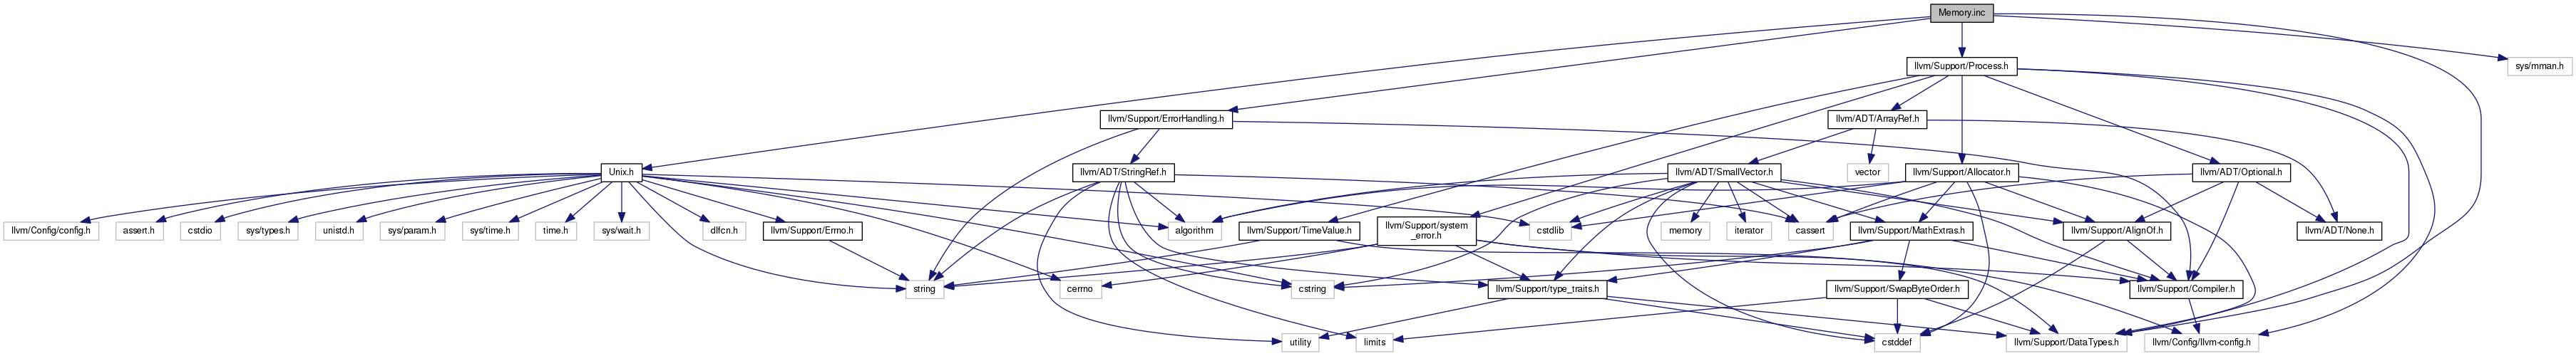 Memory.inc
llvm/Support/Process.h
sys/mman.h
llvm/Support/ErrorHandling.h
llvm/ADT/ArrayRef.h
Unix.h
llvm/ADT/StringRef.h
llvm/ADT/SmallVector.h
vector
llvm/Support/Allocator.h
llvm/ADT/Optional.h
llvm/Config/config.h
assert.h
cstdio
sys/types.h
unistd.h
sys/param.h
sys/time.h
time.h
sys/wait.h
dlfcn.h
llvm/Support/Errno.h
algorithm
llvm/Support/TimeValue.h
llvm/Support/system
_error.h
cstdlib
memory
iterator
cassert
llvm/Support/MathExtras.h
llvm/Support/AlignOf.h
llvm/ADT/None.h
string
cerrno
cstring
llvm/Support/type_traits.h
llvm/Support/SwapByteOrder.h
llvm/Support/Compiler.h
utility
limits
cstddef
llvm/Support/DataTypes.h
llvm/Config/llvm-config.h